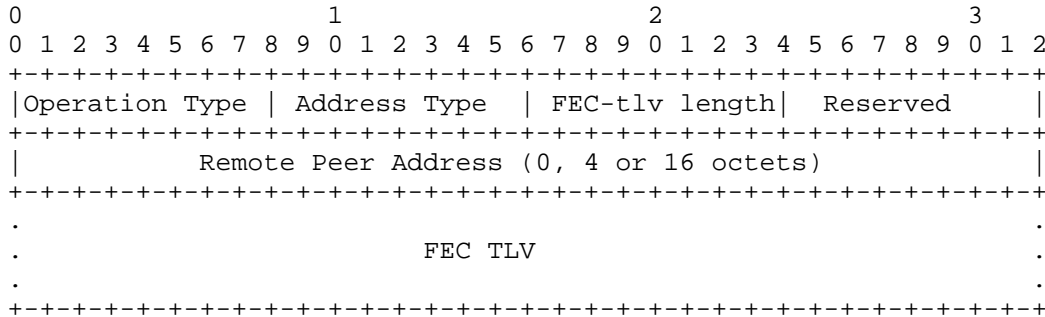 0                   1                   2                   3
0 1 2 3 4 5 6 7 8 9 0 1 2 3 4 5 6 7 8 9 0 1 2 3 4 5 6 7 8 9 0 1 2
+-+-+-+-+-+-+-+-+-+-+-+-+-+-+-+-+-+-+-+-+-+-+-+-+-+-+-+-+-+-+-+-+
|Operation Type | Address Type  | FEC-tlv length|  Reserved     |
+-+-+-+-+-+-+-+-+-+-+-+-+-+-+-+-+-+-+-+-+-+-+-+-+-+-+-+-+-+-+-+-+
|           Remote Peer Address (0, 4 or 16 octets)             |
+-+-+-+-+-+-+-+-+-+-+-+-+-+-+-+-+-+-+-+-+-+-+-+-+-+-+-+-+-+-+-+-+
.                                                               .
.                         FEC TLV                               .
.                                                               .
+-+-+-+-+-+-+-+-+-+-+-+-+-+-+-+-+-+-+-+-+-+-+-+-+-+-+-+-+-+-+-+-+